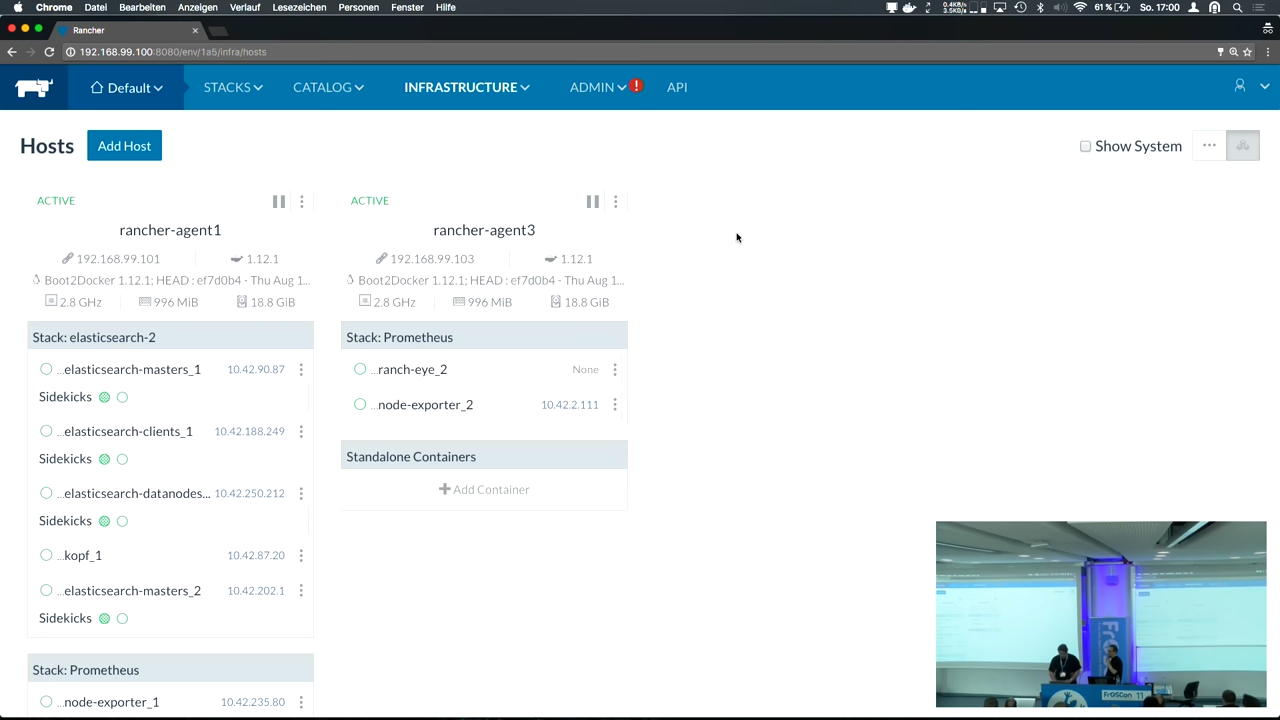 Chrome Datei Bearbeiten Anzeigen Verlauf Lesezeichen Personen Fenster Hilfe 0.4KB/s 3.5KB/s 61 % So. 17:00
Rancher
192.168.99.100:8080/env/1a5/infra/hosts
Default STACKS CATALOG INFRASTRUCTURE ADMIN ! API
Hosts Add Host Show System
ACTIVE ACTIVE
rancher-agent1 rancher-agent3
192.168.99.101 1.12.1 192.168.99.103 1.12.1
Boot2Docker 1.12.1; HEAD : ef7d0b4 - Thu Aug 1... Boot2Docker 1.12.1; HEAD : ef7d0b4 - Thu Aug 1...
2.8 GHz 996 MiB 18.8 GiB 2.8 GHz 996 MiB 18.8 GiB
Stack: elasticsearch-2
...elasticsearch-masters_1 10.42.90.87
Sidekicks
...elasticsearch-clients_1 10.42.188.249
Sidekicks
...elasticsearch-datanodes... 10.42.250.212
Sidekicks
...kopf_1 10.42.87.20
...elasticsearch-masters_2 10.42.202.1
Sidekicks
Stack: Prometheus
...node-exporter_1 10.42.235.80
Stack: Prometheus
...ranch-eye_2 None
...node-exporter_2 10.42.2.111
Standalone Containers
Add Container
FrOSCon 11